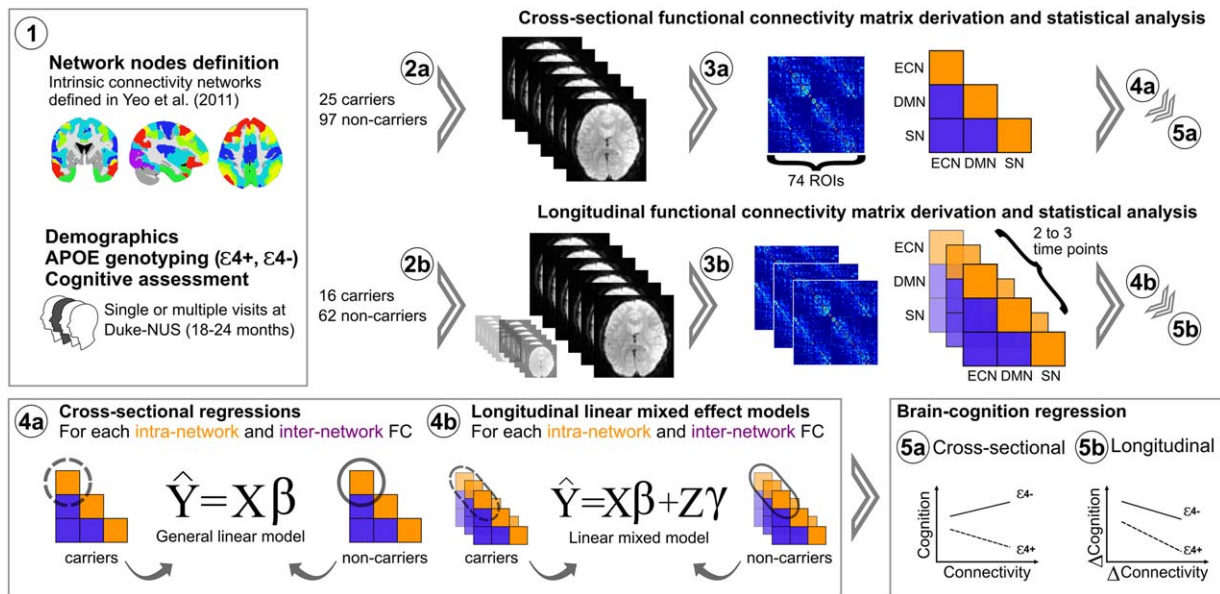 1
Network nodes definition
Intrinsic connectivity networks
defined in Yeo et al. (2011)
Demographics
APOE genotyping (ε4+, ε4-)
Cognitive assessment
Single or multiple visits at
Duke-NUS (18-24 months)
Cross-sectional functional connectivity matrix derivation and statistical analysis
2a
25 carriers
97 non-carriers
3a
74 ROIs
ECN
DMN
SN
ECN DMN SN
4a
5a
Longitudinal functional connectivity matrix derivation and statistical analysis
2b
16 carriers
62 non-carriers
3b
ECN
DMN
SN
2 to 3
time points
ECN DMN SN
4b
5b
4a
Cross-sectional regressions
For each intra-network and inter-network FC
Ŷ=Xβ
General linear model
carriers
non-carriers
4b
Longitudinal linear mixed effect models
For each intra-network and inter-network FC
Ŷ=Xβ+Zγ
Linear mixed model
carriers
non-carriers
Brain-cognition regression
5a Cross-sectional
Cognition
ε4-
ε4+
Connectivity
5b Longitudinal
ΔCognition
ε4-
ε4+
ΔConnectivity